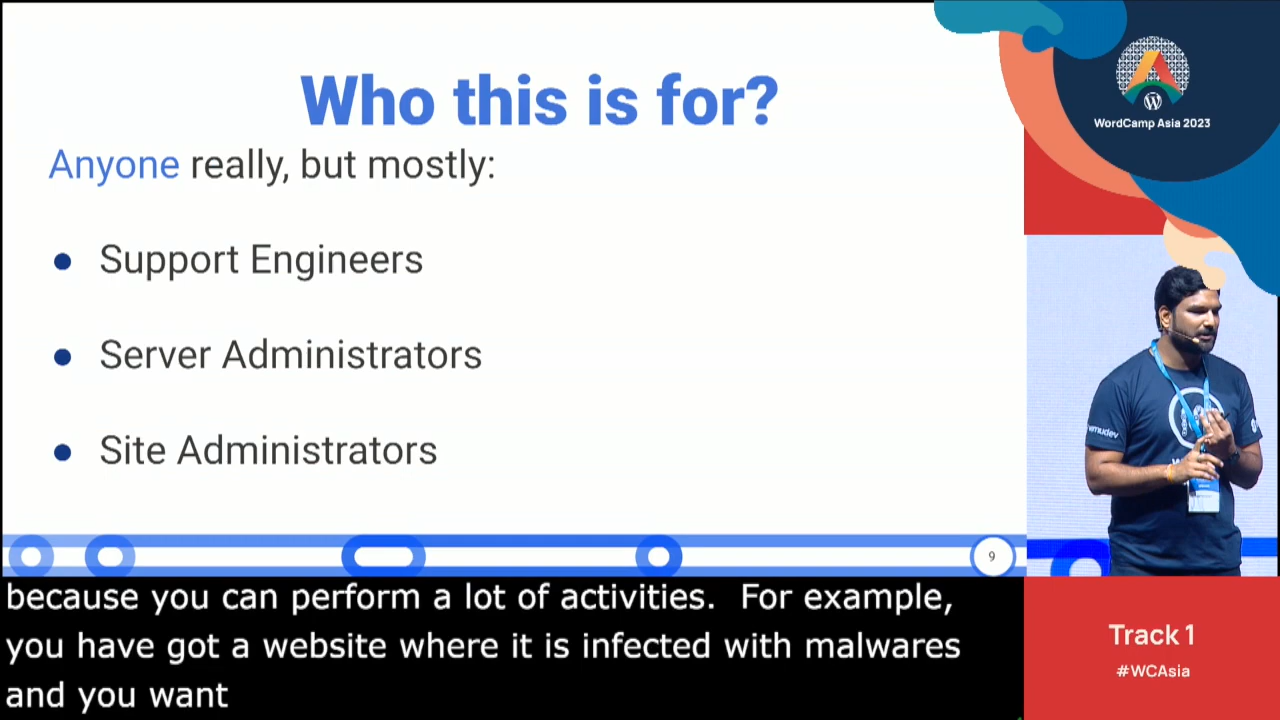 Who this is for?
Anyone really, but mostly:
● Support Engineers
● Server Administrators
● Site Administrators
9
because you can perform a lot of activities. For example,
you have got a website where it is infected with malwares
and you want
WordCamp Asia 2023
Track 1
#WCAsia